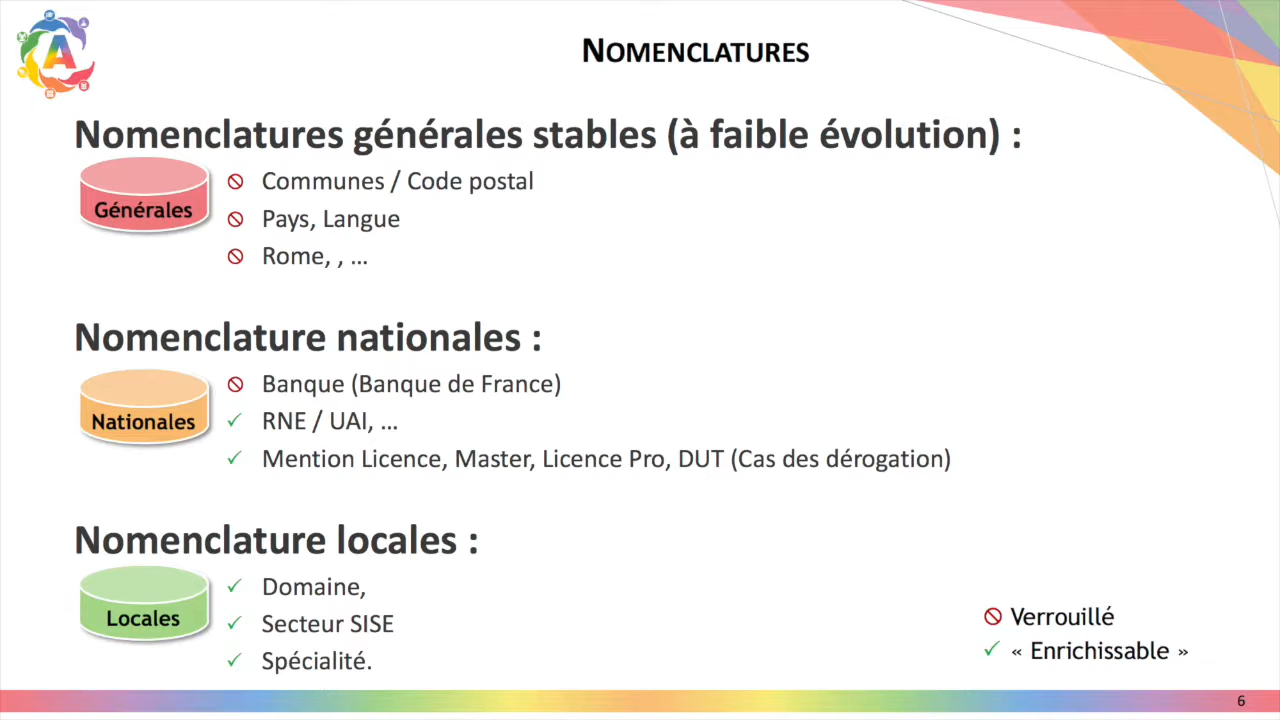 A
NOMENCLATURES
Nomenclatures générales stables (à faible évolution) :
Générales
Communes / Code postal
Pays, Langue
Rome, , ...
Nomenclature nationales :
Nationales
Banque (Banque de France)
RNE / UAI, ...
Mention Licence, Master, Licence Pro, DUT (Cas des dérogation)
Nomenclature locales :
Locales
Domaine,
Secteur SISE
Spécialité.
Verrouillé
« Enrichissable »
6